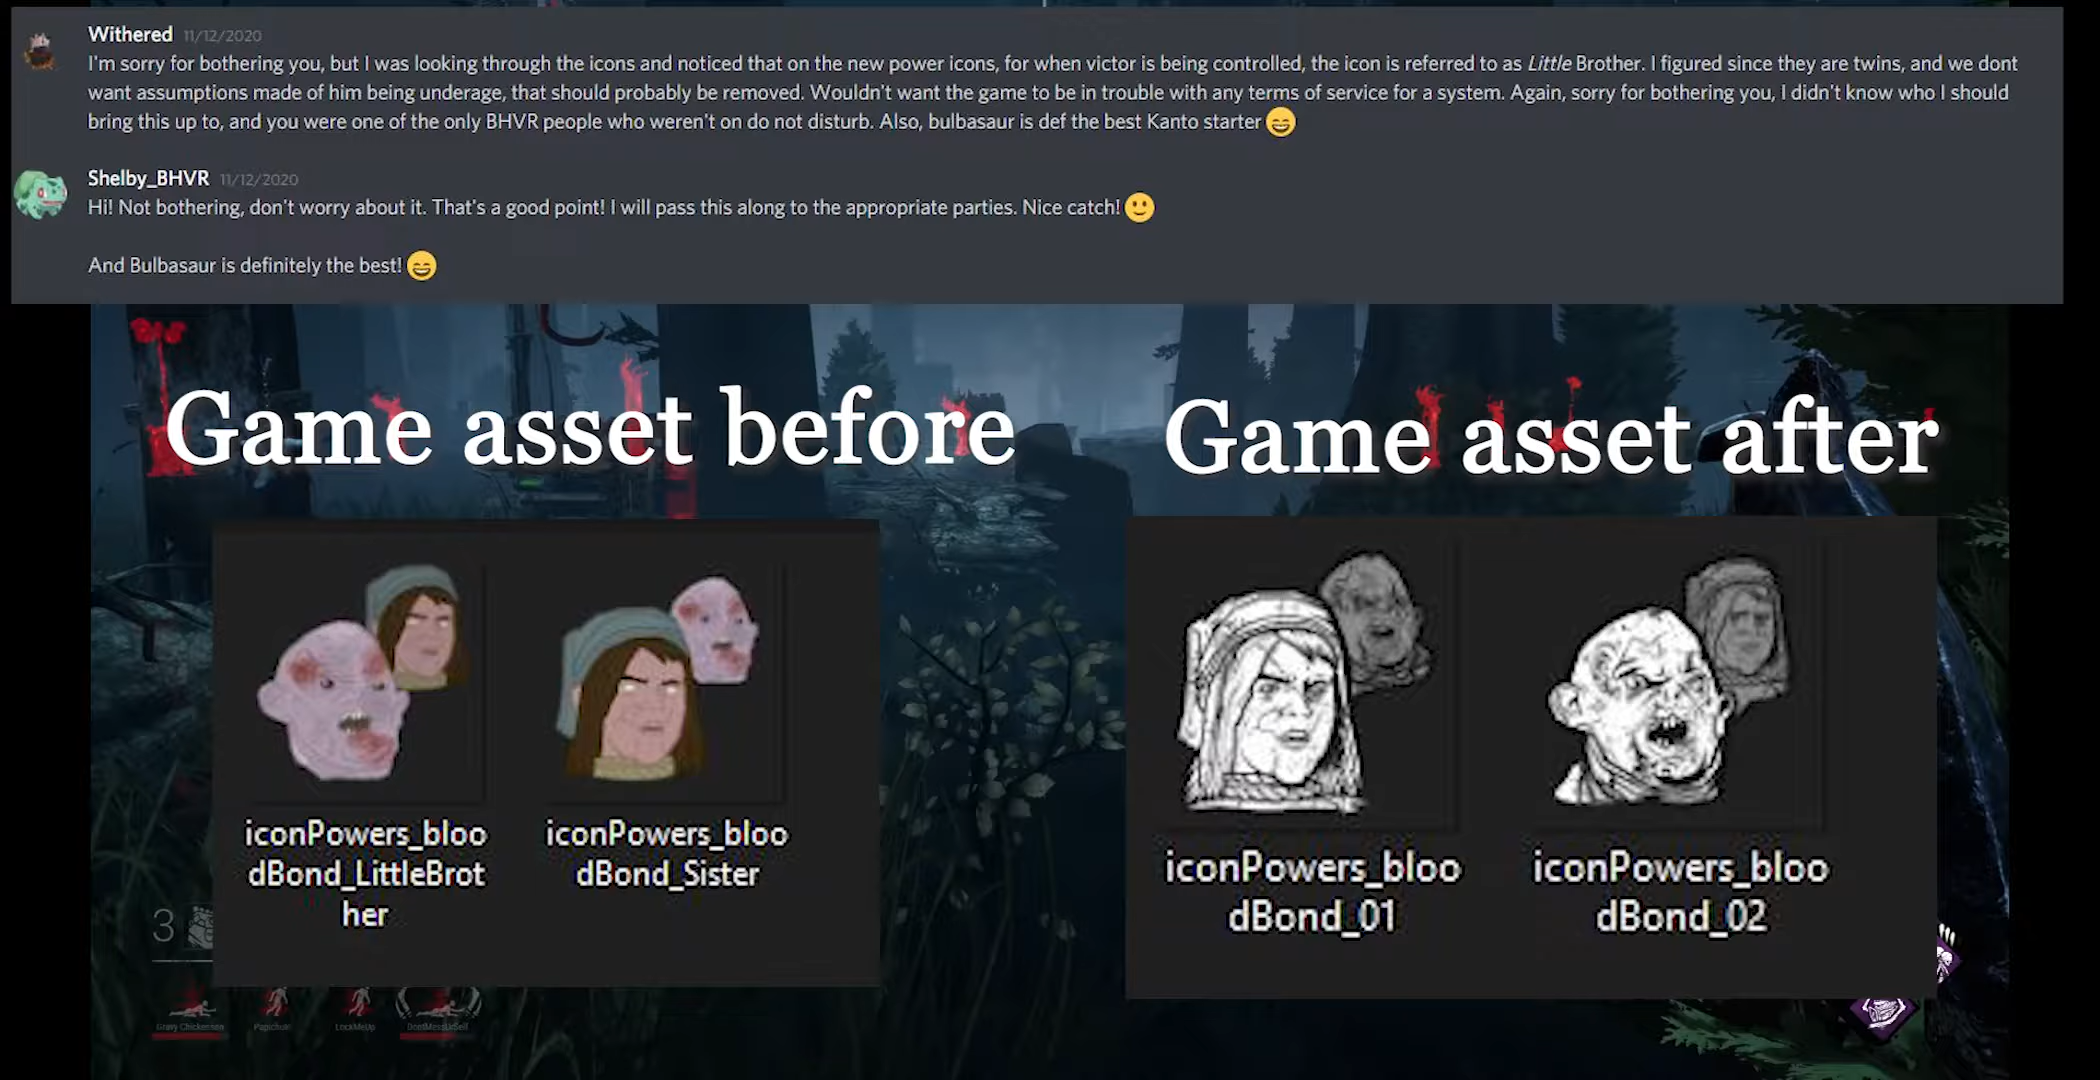 Withered 11/12/2020
I'm sorry for bothering you, but I was looking through the icons and noticed that on the new power icons, for when victor is being controlled, the icon is referred to as Little Brother. I figured since they are twins, and we dont
want assumptions made of him being underage, that should probably be removed. Wouldn't want the game to be in trouble with any terms of service for a system. Again, sorry for bothering you, I didn't know who I should
bring this up to, and you were one of the only BHVR people who weren't on do not disturb. Also, bulbasaur is def the best Kanto starter 😄
Shelby_BHVR 11/12/2020
Hi! Not bothering, don't worry about it. That's a good point! I will pass this along to the appropriate parties. Nice catch! 🙂
And Bulbasaur is definitely the best! 😄
Game asset before
Game asset after
iconPowers_bloo
dBond_LittleBrot
her
iconPowers_bloo
dBond_Sister
iconPowers_bloo
dBond_01
iconPowers_bloo
dBond_02
3
Gravy Chickenson
LockMeUp
DontMessUrSelf